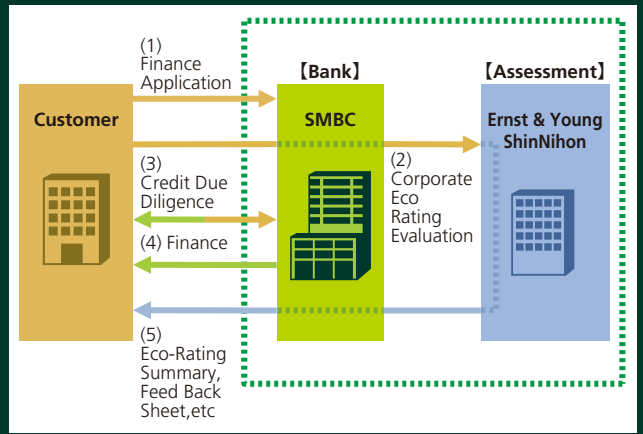 (1)
Finance
Application
【Bank】
【Assessment】
Customer
SMBC
Ernst & Young
ShinNihon
(2)
Corporate
Eco
Rating
Evaluation
(3)
Credit Due
Diligence
(4) Finance
(5)
Eco-Rating
Summary,
Feed Back
Sheet,etc